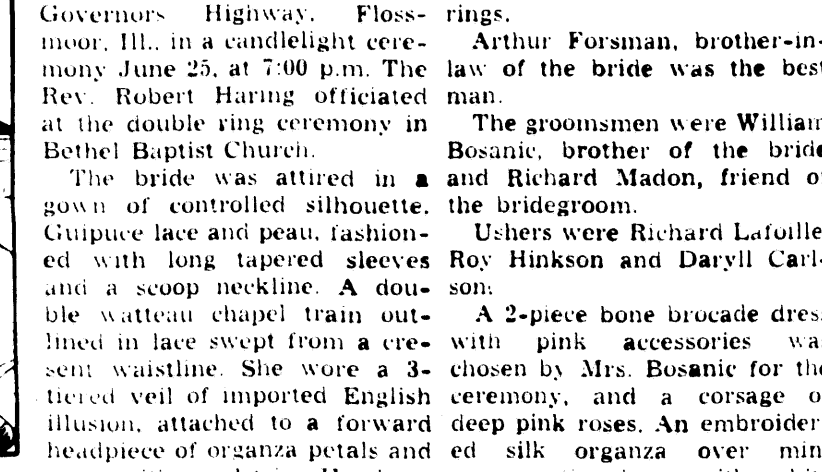 Governors Highway, Floss-
moor, Ill., in a candlelight cere-
mony June 25, at 7:00 p.m. The
Rev. Robert Haring officiated
at the double ring ceremony in
Bethel Baptist Church.
The bride was attired in a
gown of controlled silhouette.
Guipuce lace and peau, fashion-
ed with long tapered sleeves
and a scoop neckline. A dou-
ble watteau chapel train out-
lined in lace swept from a cre-
sent waistline. She wore a 3-
tiered veil of imported English
illusion, attached to a forward
headpiece of organza petals and
rings.
Arthur Forsman, brother-in-
law of the bride was the best
man.
The groomsmen were William
Bosanic, brother of the bride
and Richard Madon, friend of
the bridegroom.
Ushers were Richard Lafoille
Roy Hinkson and Daryll Carl-
son.
A 2-piece bone brocade dress
with pink accessories was
chosen by Mrs. Bosanic for the
ceremony, and a corsage of
deep pink roses. An embroider-
ed silk organza over